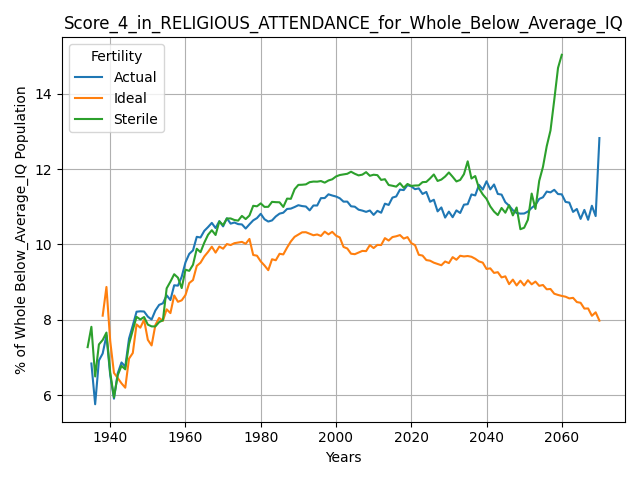 Score_4_in_RELIGIOUS_ATTENDANCE_for_Whole_Below_Average_IQ
Fertility
Actual
Ideal
Sterile
% of Whole Below_Average_IQ Population
14
12
10
8
6
1940
1960
1980
2000
2020
2040
2060
Years